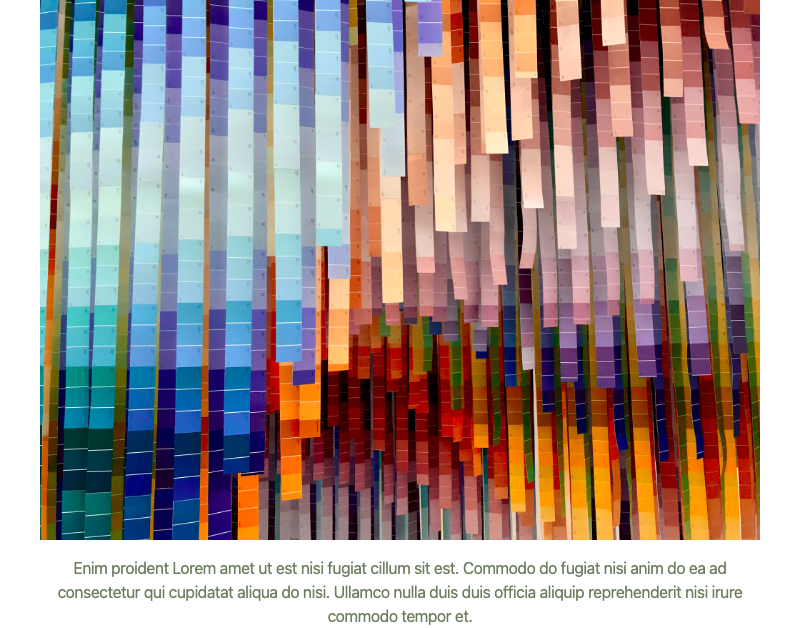 Enim proident Lorem amet ut est nisi fugiat cillum sit est. Commodo do fugiat nisi anim do ea ad
consectetur qui cupidatat aliqua do nisi. Ullamco nulla duis duis officia aliquip reprehenderit nisi irure
commodo tempor et.